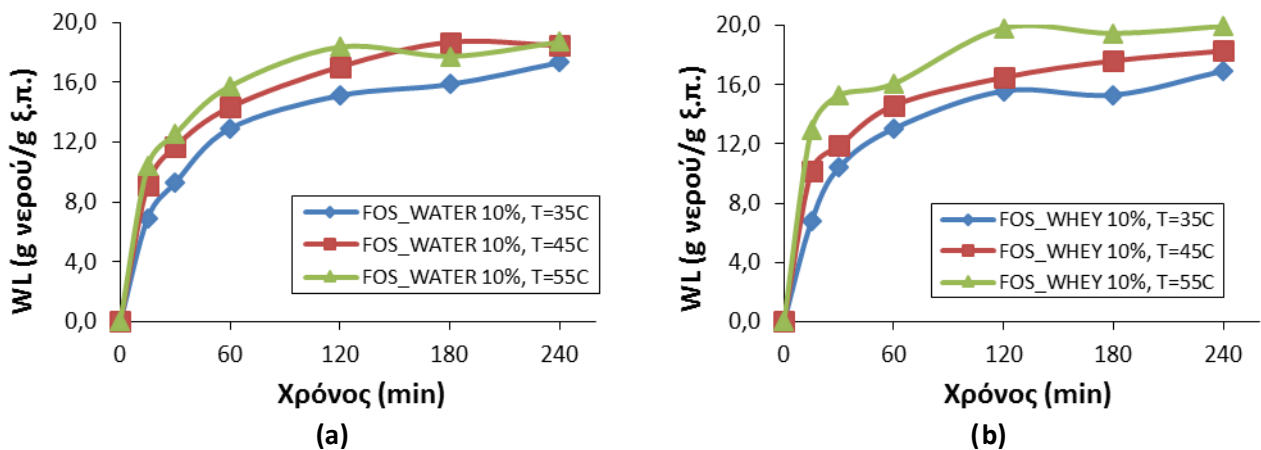 20,0
16,0
12,0
8,0
4,0
0,0
WL (g νερού/g ξ.π.)
FOS_WATER 10%, T=35C
FOS_WATER 10%, T=45C
FOS_WATER 10%, T=55C
0 60 120 180 240
Χρόνος (min)
(a)
20,0
16,0
12,0
8,0
4,0
0,0
WL (g νερού/g ξ.π.)
FOS_WHEY 10%, T=35C
FOS_WHEY 10%, T=45C
FOS_WHEY 10%, T=55C
0 60 120 180 240
Χρόνος (min)
(b)